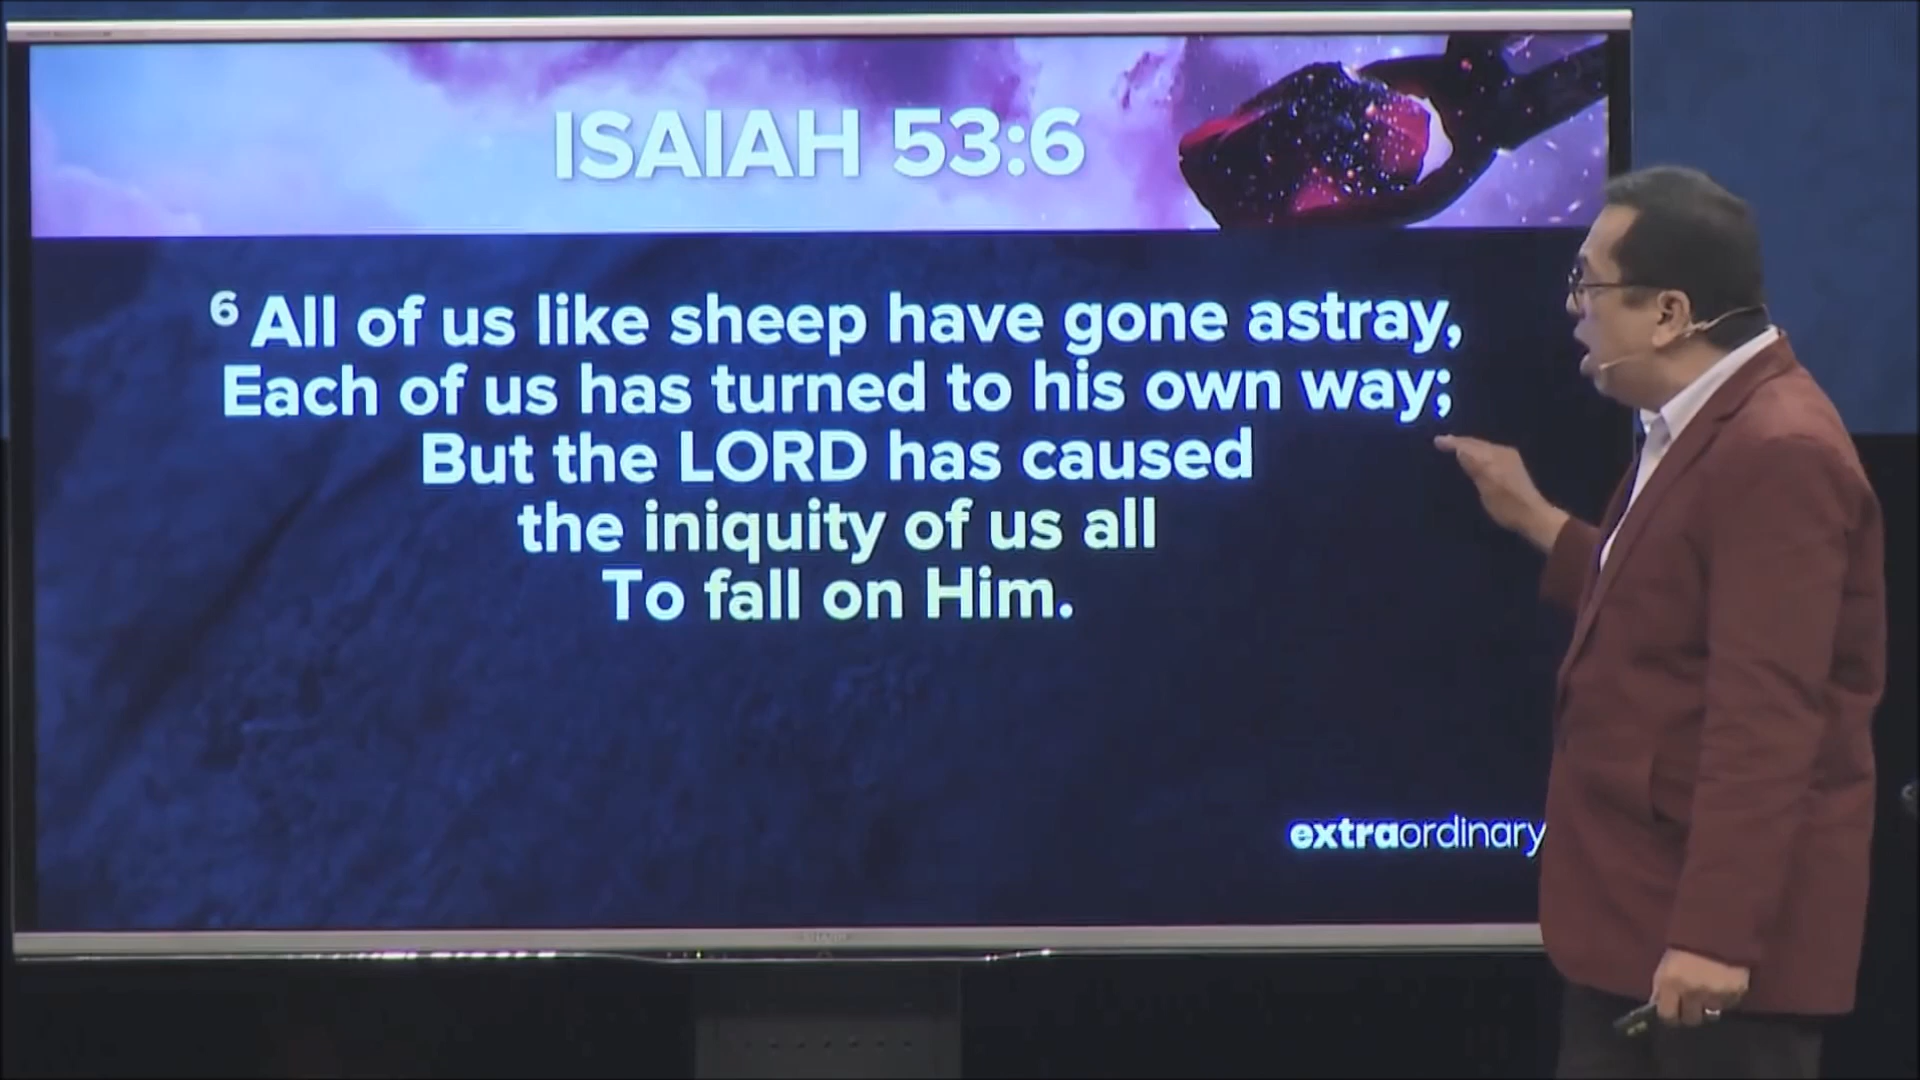 ISAIAH 53:6
6 All of us like sheep have gone astray,
Each of us has turned to his own way;
But the LORD has caused
the iniquity of us all
To fall on Him.
extraordinary